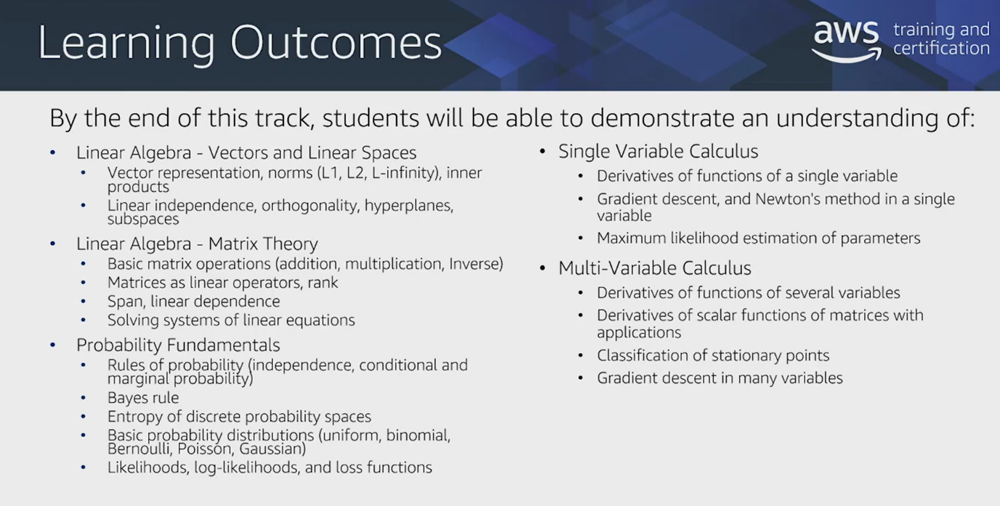 Learning Outcomes
aws training and
certification
By the end of this track, students will be able to demonstrate an understanding of:
• Linear Algebra - Vectors and Linear Spaces
• Vector representation, norms (L1, L2, L-infinity), inner
products
• Linear independence, orthogonality, hyperplanes,
subspaces
• Linear Algebra - Matrix Theory
• Basic matrix operations (addition, multiplication, Inverse)
• Matrices as linear operators, rank
• Span, linear dependence
• Solving systems of linear equations
• Probability Fundamentals
• Rules of probability (independence, conditional and
marginal probability)
• Bayes rule
• Entropy of discrete probability spaces
• Basic probability distributions (uniform, binomial,
Bernoulli, Poisson, Gaussian)
• Likelihoods, log-likelihoods, and loss functions
• Single Variable Calculus
• Derivatives of functions of a single variable
• Gradient descent, and Newton's method in a single
variable
• Maximum likelihood estimation of parameters
• Multi-Variable Calculus
• Derivatives of functions of several variables
• Derivatives of scalar functions of matrices with
applications
• Classification of stationary points
• Gradient descent in many variables